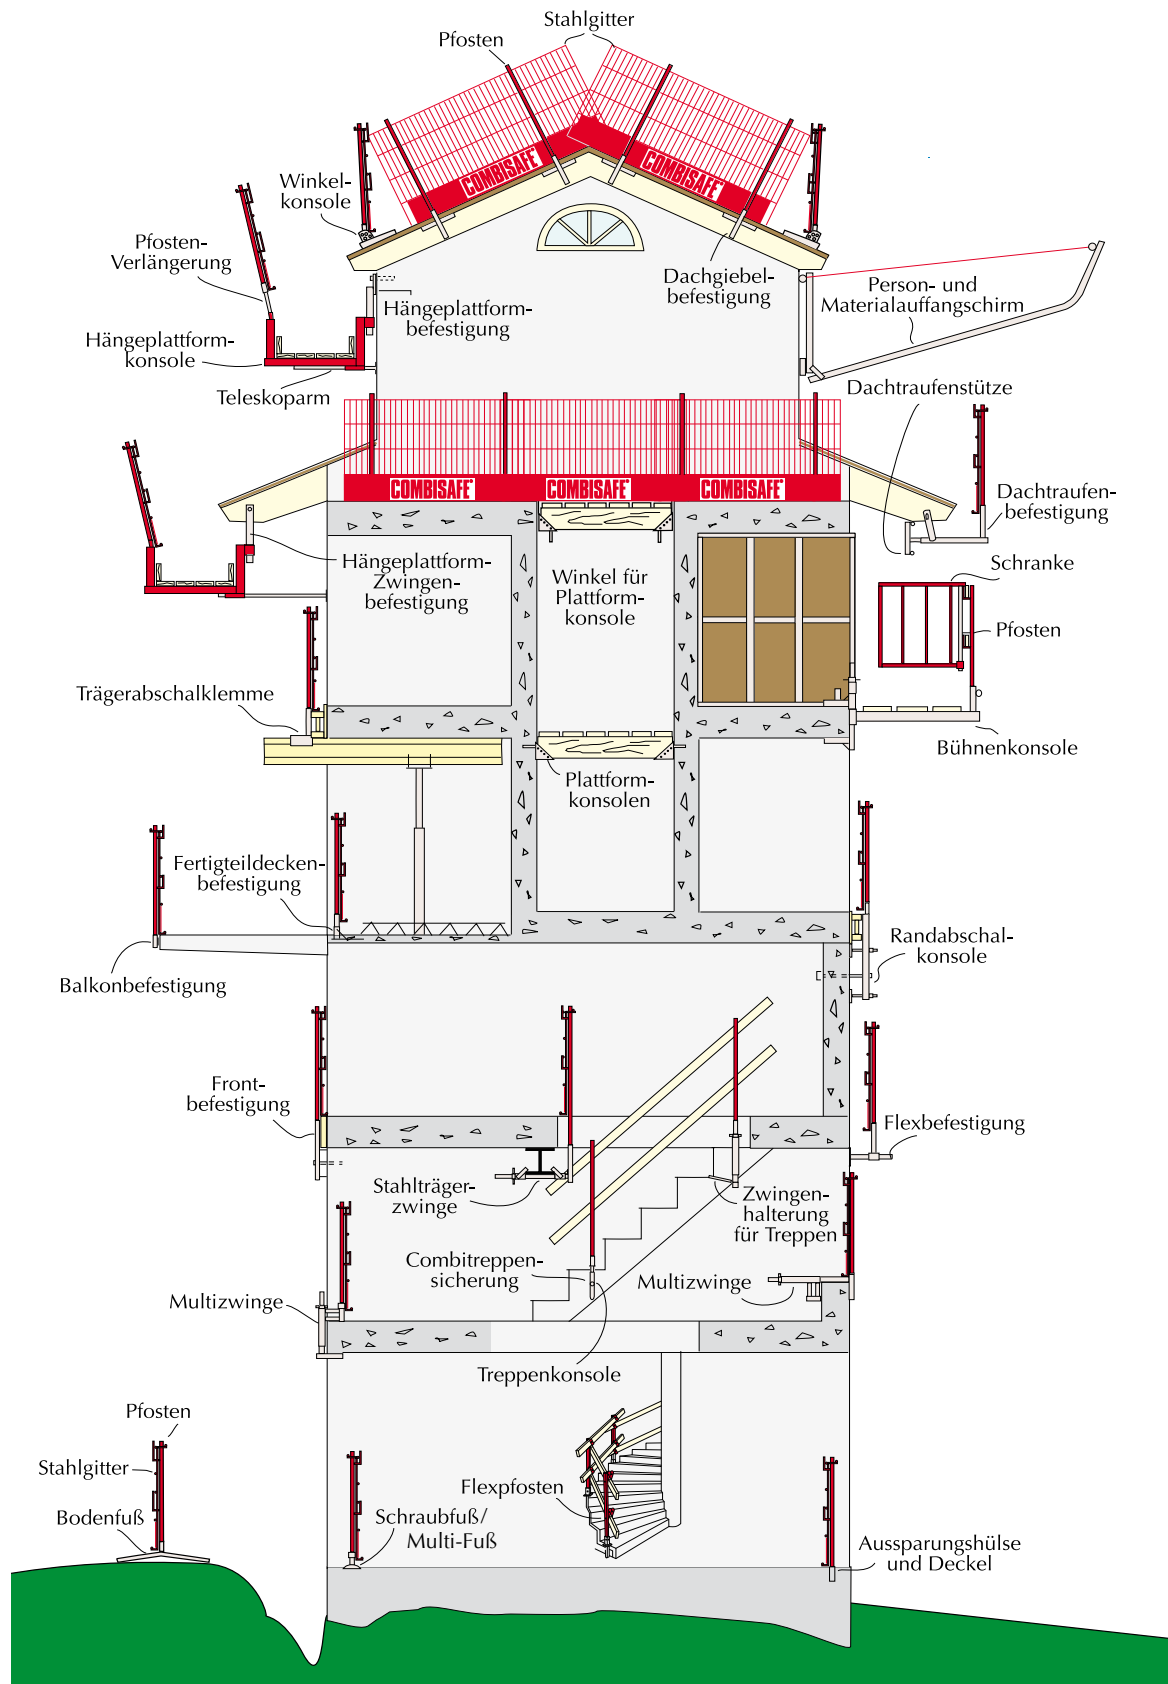 Stahlgitter
Pfosten
COMBISAFE®
COMBISAFE®
Winkel-
konsole
Pfosten-
Verlängerung
Dachgiebel-
befestigung
Person- und
Materialauffangschirm
Hängeplattform-
befestigung
Hängeplattform-
konsole
Teleskoparm
Dachtraufenstütze
COMBISAFE®
COMBISAFE®
COMBISAFE®
Dachtraufen-
befestigung
Hängeplattform-
Zwingen-
befestigung
Winkel für
Plattform-
konsole
Schranke
Pfosten
Trägerabschalklemme
Bühnenkonsole
Plattform-
konsolen
Fertigteildecken-
befestigung
Randabschal-
konsole
Balkonbefestigung
Front-
befestigung
Flexbefestigung
Stahlträger-
zwinge
Zwingen-
halterung
für Treppen
Combitreppen-
sicherung
Multizwinge
Multizwinge
Treppenkonsole
Pfosten
Stahlgitter
Bodenfuß
Flexpfosten
Schraubfuß/
Multi-Fuß
Aussparungshülse
und Deckel